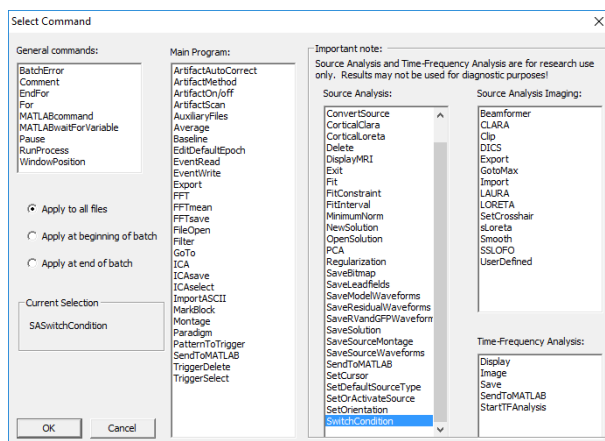 Select Command
General commands:
BatchError
Comment
EndFor
For
MATLABcommand
MATLABwaitForVariable
Pause
RunProcess
WindowPosition
Apply to all files
Apply at beginning of batch
Apply at end of batch
Current Selection
SASwitchCondition
OK
Cancel
Main Program:
ArtifactAutoCorrect
ArtifactMethod
ArtifactOn/off
ArtifactScan
AuxiliaryFiles
Average
Baseline
EditDefaultEpoch
EventRead
EventWrite
Export
FFT
FFTmean
FFTsave
FileOpen
Filter
GoTo
ICA
ICAsave
ICAselect
ImportASCII
MarkBlock
Montage
Paradigm
PatternToTrigger
SendToMATLAB
TriggerDelete
TriggerSelect
Important note:
Source Analysis and Time-Frequency Analysis are for research use
only. Results may not be used for diagnostic purposes!
Source Analysis:
ConvertSource
CorticalClara
CorticalLoreta
Delete
DisplayMRI
Exit
Fit
FitConstraint
FitInterval
MinimumNorm
NewSolution
OpenSolution
PCA
Regularization
SaveBitmap
SaveLeadfields
SaveModelWaveforms
SaveResidualWaveforms
SaveRVandGFPWaveform
SaveSolution
SaveSourceMontage
SaveSourceWaveforms
SendToMATLAB
SetCursor
SetDefaultSourceType
SetOrActivateSource
SetOrientation
SwitchCondition
Source Analysis Imaging:
Beamformer
CLARA
Clip
DICS
Export
GotoMax
Import
LAURA
LORETA
SetCrosshair
sLoreta
Smooth
SSLOFO
UserDefined
Time-Frequency Analysis:
Display
Image
Save
SendToMATLAB
StartTFAnalysis